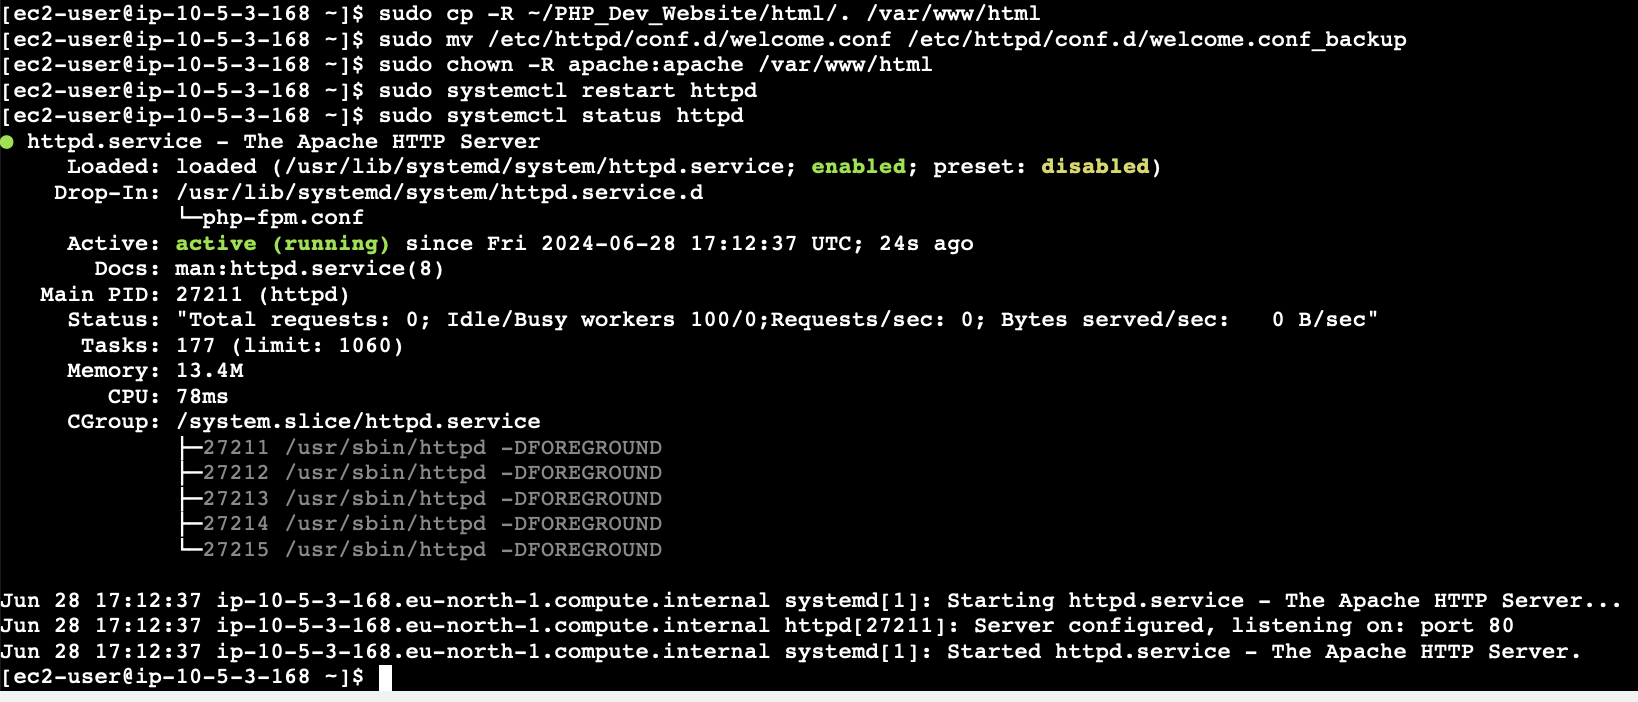 [ec2-user@ip-10-5-3-168 ~]$ sudo cp -R ~/PHP_Dev_Website/html/. /var/www/html
[ec2-user@ip-10-5-3-168 ~]$ sudo mv /etc/httpd/conf.d/welcome.conf /etc/httpd/conf.d/welcome.conf_backup
[ec2-user@ip-10-5-3-168 ~]$ sudo chown -R apache:apache /var/www/html
[ec2-user@ip-10-5-3-168 ~]$ sudo systemctl restart httpd
[ec2-user@ip-10-5-3-168 ~]$ sudo systemctl status httpd
● httpd.service - The Apache HTTP Server
     Loaded: loaded (/usr/lib/systemd/system/httpd.service; enabled; preset: disabled)
    Drop-In: /usr/lib/systemd/system/httpd.service.d
             └─php-fpm.conf
     Active: active (running) since Fri 2024-06-28 17:12:37 UTC; 24s ago
       Docs: man:httpd.service(8)
   Main PID: 27211 (httpd)
     Status: "Total requests: 0; Idle/Busy workers 100/0;Requests/sec: 0; Bytes served/sec:   0 B/sec"
      Tasks: 177 (limit: 1060)
     Memory: 13.4M
        CPU: 78ms
     CGroup: /system.slice/httpd.service
             ├─27211 /usr/sbin/httpd -DFOREGROUND
             ├─27212 /usr/sbin/httpd -DFOREGROUND
             ├─27213 /usr/sbin/httpd -DFOREGROUND
             ├─27214 /usr/sbin/httpd -DFOREGROUND
             └─27215 /usr/sbin/httpd -DFOREGROUND

Jun 28 17:12:37 ip-10-5-3-168.eu-north-1.compute.internal systemd[1]: Starting httpd.service - The Apache HTTP Server...
Jun 28 17:12:37 ip-10-5-3-168.eu-north-1.compute.internal httpd[27211]: Server configured, listening on: port 80
Jun 28 17:12:37 ip-10-5-3-168.eu-north-1.compute.internal systemd[1]: Started httpd.service - The Apache HTTP Server.
[ec2-user@ip-10-5-3-168 ~]$